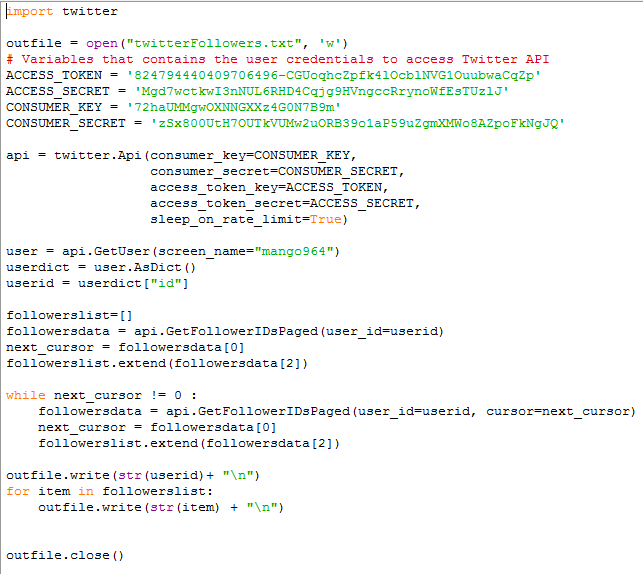 import twitter

outfile = open("twitterFollowers.txt", 'w')
# Variables that contains the user credentials to access Twitter API
ACCESS_TOKEN = '824794440409706496-CGUoqhcZpfk4lOcblNVG1OuubwaCqZp'
ACCESS_SECRET = 'Mgd7wctkwI3nNUL6RHD4Cqjg9HVngccRrynoWfEsTUzlJ'
CONSUMER_KEY = '72haUMMgwOXNNGXXz4G0N7B9m'
CONSUMER_SECRET = 'zSx800UtH7OUTkVUMw2uORB39o1aP59uZgmXMWo8AZpoFkNgJQ'

api = twitter.Api(consumer_key=CONSUMER_KEY,
                  consumer_secret=CONSUMER_SECRET,
                  access_token_key=ACCESS_TOKEN,
                  access_token_secret=ACCESS_SECRET,
                  sleep_on_rate_limit=True)

user = api.GetUser(screen_name="mango964")
userdict = user.AsDict()
userid = userdict["id"]

followerslist=[]
followersdata = api.GetFollowerIDsPaged(user_id=userid)
next_cursor = followersdata[0]
followerslist.extend(followersdata[2])

while next_cursor != 0 :
    followersdata = api.GetFollowerIDsPaged(user_id=userid, cursor=next_cursor)
    next_cursor = followersdata[0]
    followerslist.extend(followersdata[2])

outfile.write(str(userid)+ "\n")
for item in followerslist:
    outfile.write(str(item) + "\n")


outfile.close()